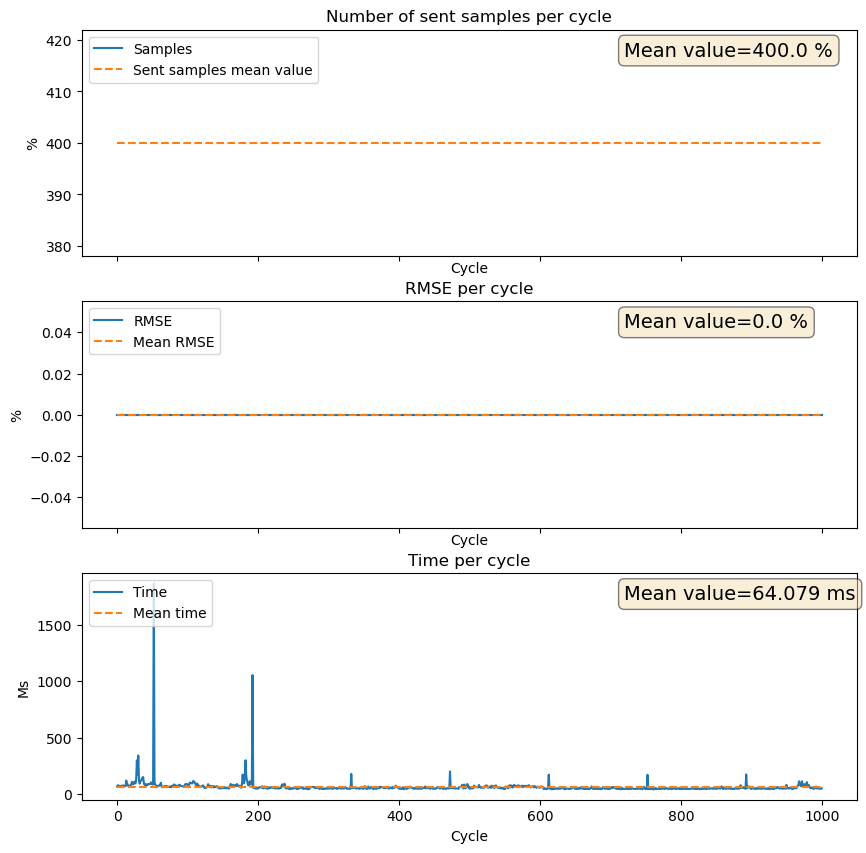 Number of sent samples per cycle
420
410
400
390
380
%
Samples
Sent samples mean value
Mean value=400.0 %
Cycle
RMSE per cycle
0.04
0.02
0.00
−0.02
−0.04
%
RMSE
Mean RMSE
Mean value=0.0 %
Cycle
Time per cycle
1500
1000
500
0
Ms
Time
Mean time
Mean value=64.079 ms
0 200 400 600 800 1000
Cycle